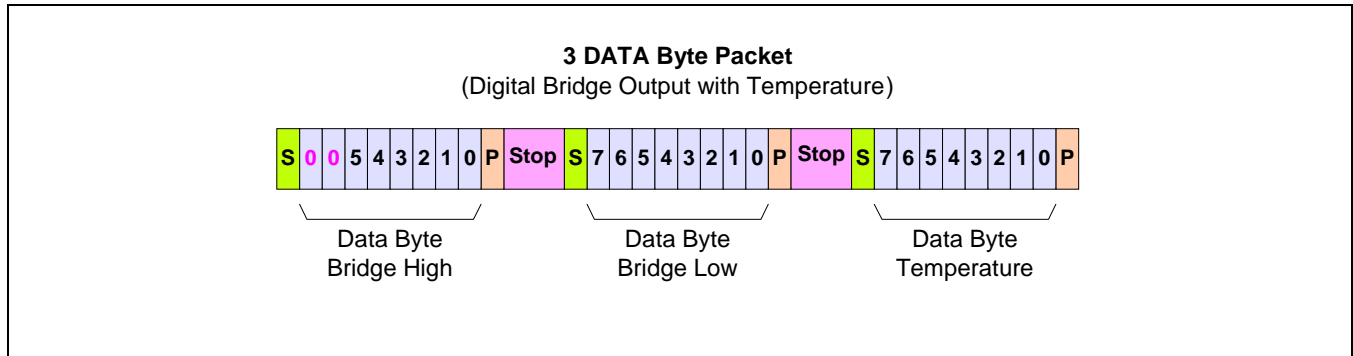 3 DATA Byte Packet
(Digital Bridge Output with Temperature)
S 0 0 5 4 3 2 1 0 P Stop S 7 6 5 4 3 2 1 0 P Stop S 7 6 5 4 3 2 1 0 P
Data Byte
Bridge High
Data Byte
Bridge Low
Data Byte
Temperature